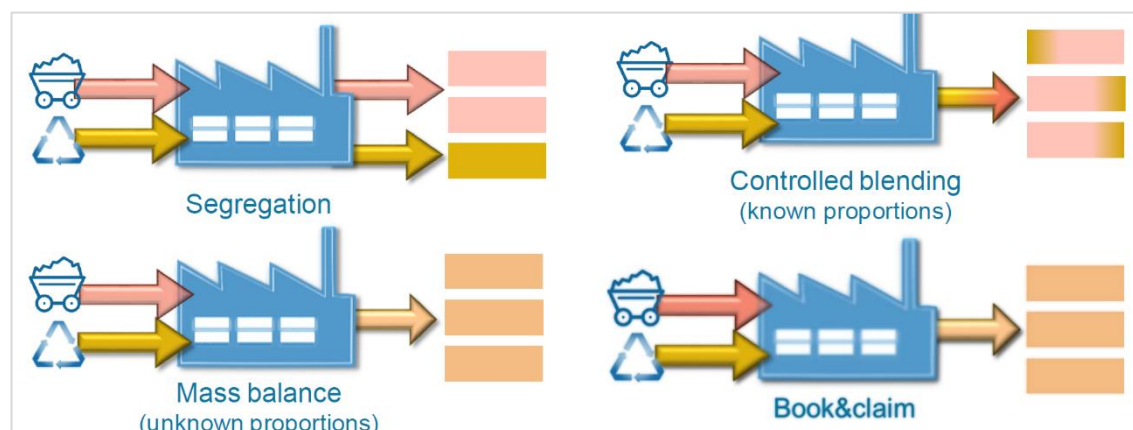 Segregation
Controlled blending
(known proportions)
Mass balance
(unknown proportions)
Book&claim